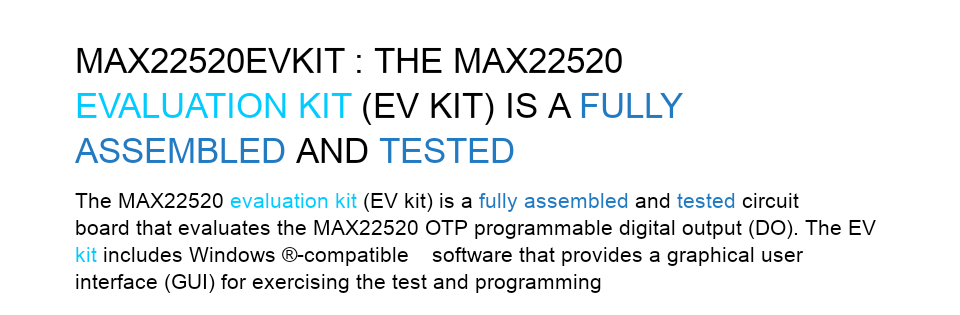 MAX22520EVKIT : THE MAX22520
EVALUATION KIT (EV KIT) IS A FULLY
ASSEMBLED AND TESTED
The MAX22520 evaluation kit (EV kit) is a fully assembled and tested circuit
board that evaluates the MAX22520 OTP programmable digital output (DO). The EV
kit includes Windows ®-compatible    software that provides a graphical user
interface (GUI) for exercising the test and programming